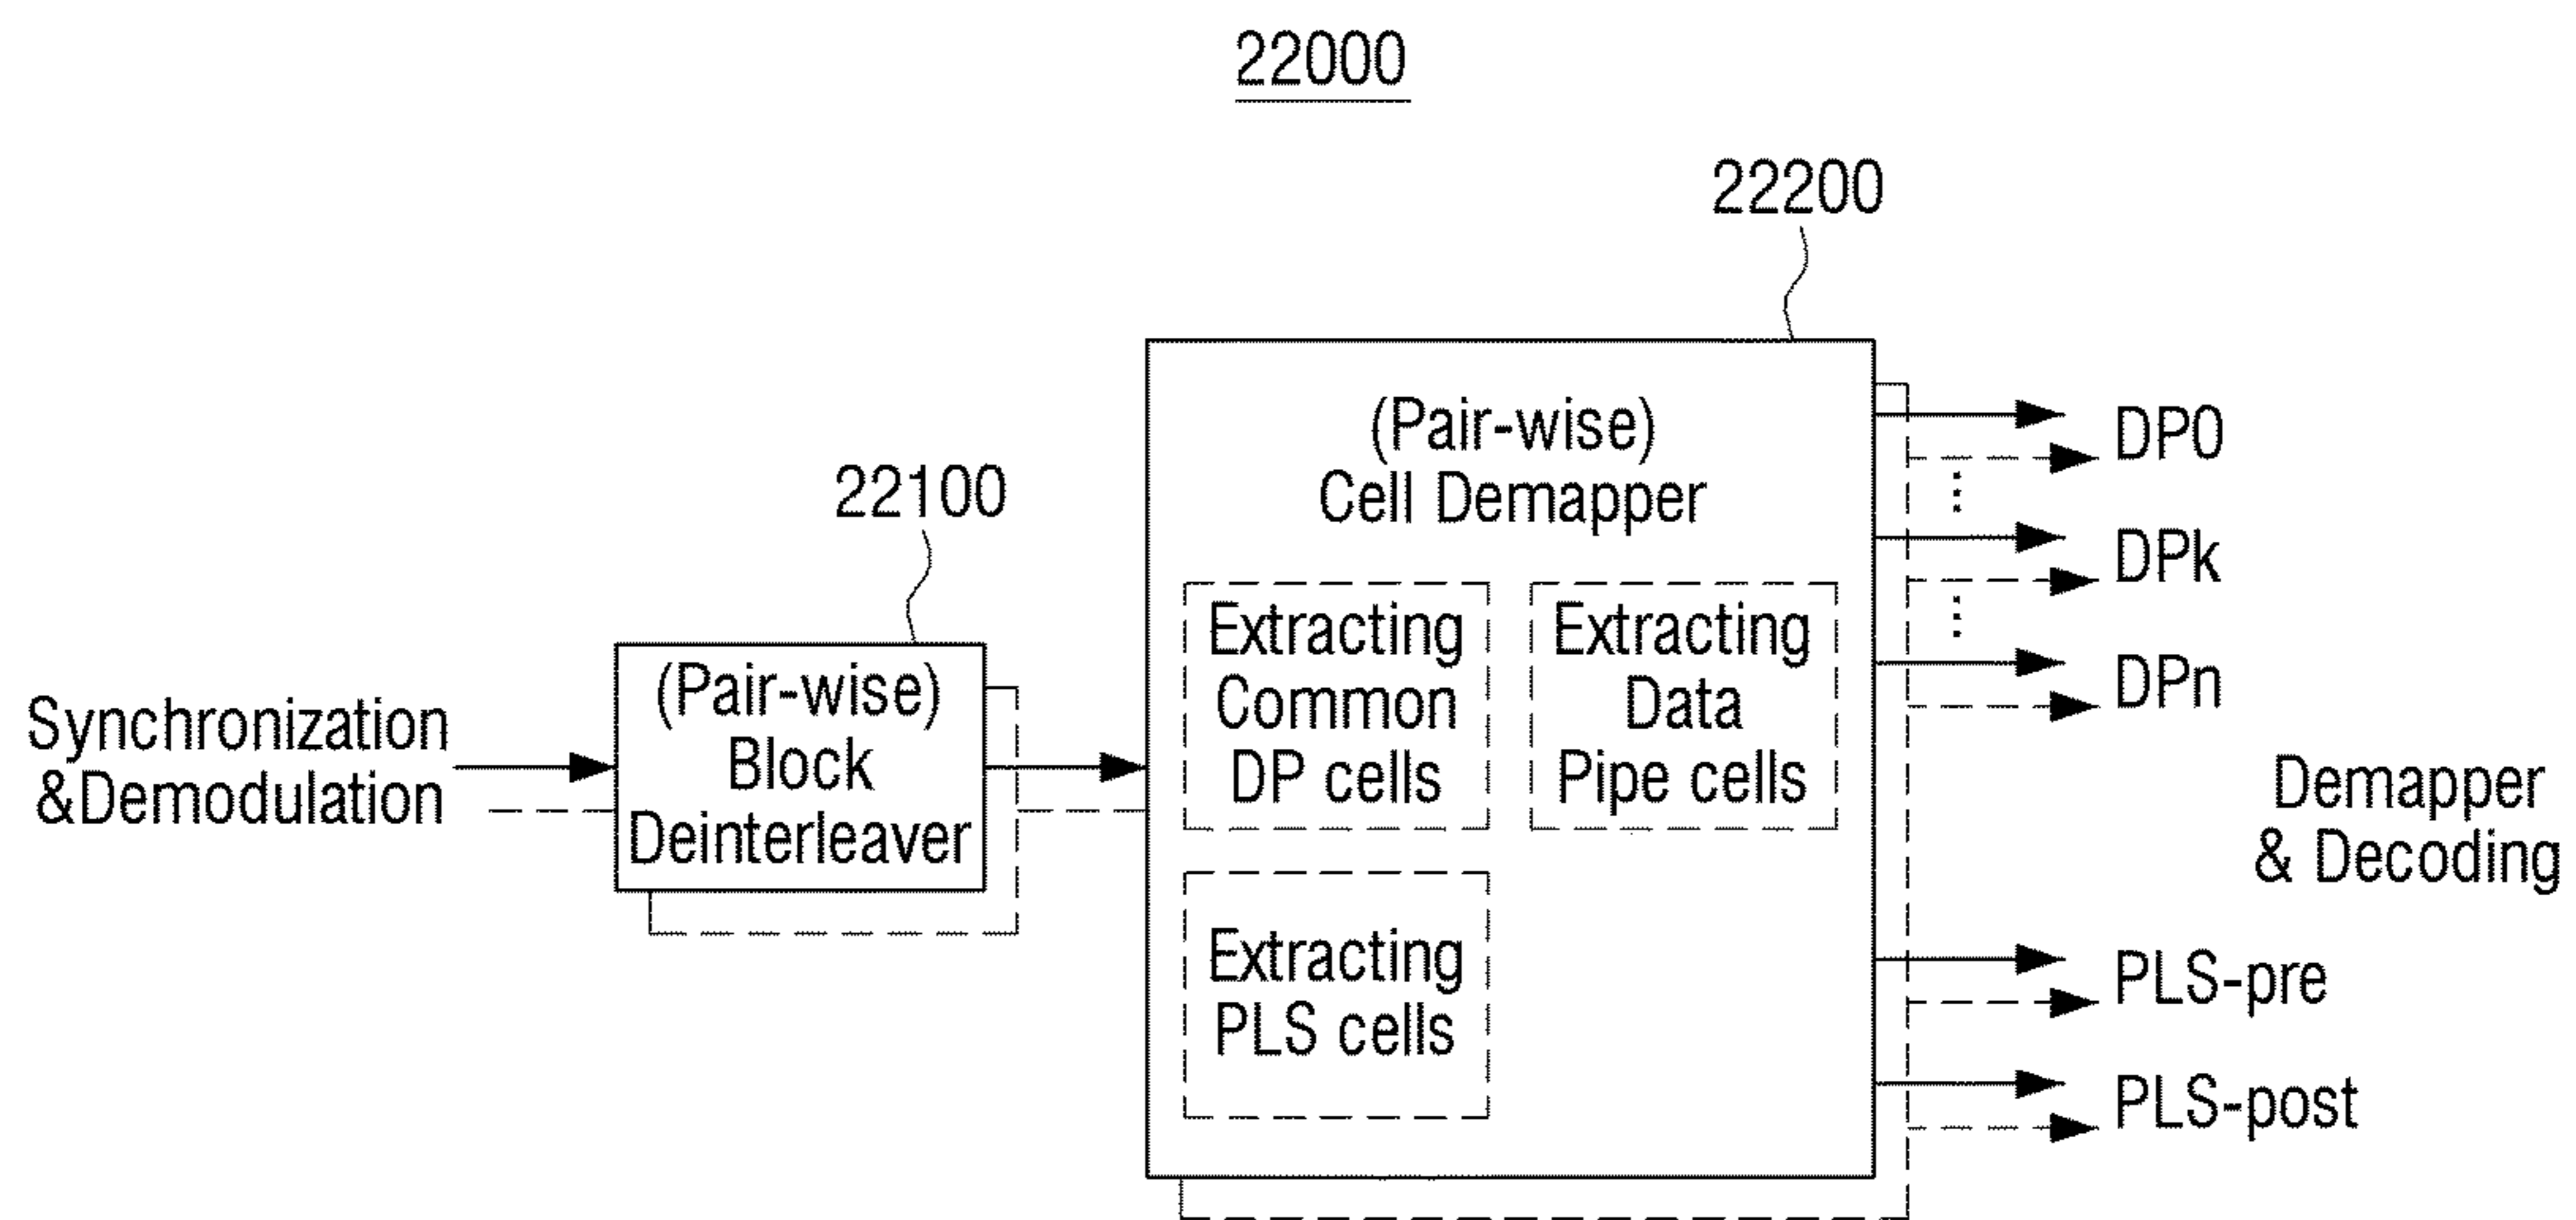 22000
22200
22100
Synchronization
&Demodulation
(Pair-wise)
Block
Deinterleaver
(Pair-wise)
Cell Demapper
Extracting
Common
DP cells
Extracting
Data
Pipe cells
Extracting
PLS cells
DP0
DPk
DPn
Demapper
& Decoding
PLS-pre
PLS-post